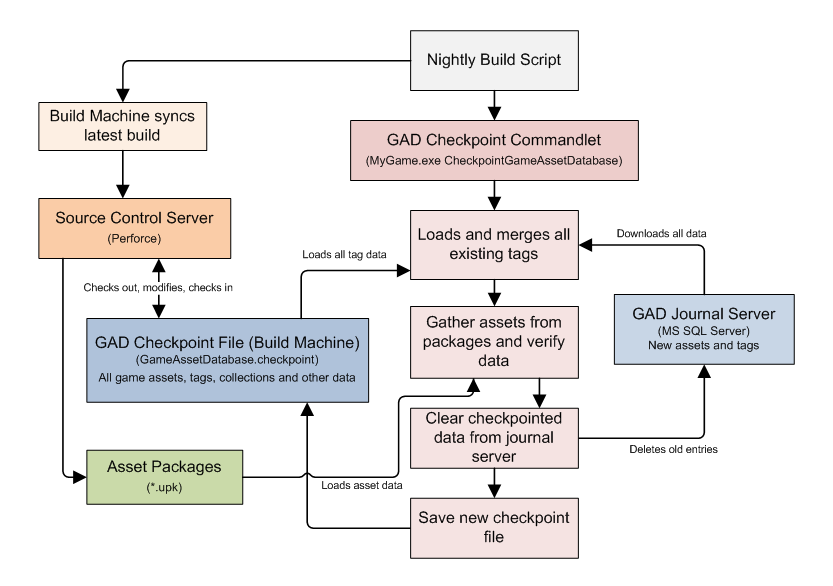 Nightly Build Script
Build Machine syncs
latest build
GAD Checkpoint Commandlet
(MyGame.exe CheckpointGameAssetDatabase)
Source Control Server
(Perforce)
Loads and merges all
existing tags
Downloads all data
Loads all tag data
Checks out, modifies, checks in
GAD Journal Server
(MS SQL Server)
New assets and tags
GAD Checkpoint File (Build Machine)
(GameAssetDatabase.checkpoint)
All game assets, tags, collections and other data
Gather assets from
packages and verify
data
Clear checkpointed
data from journal
server
Deletes old entries
Asset Packages
(*.upk)
Loads asset data
Save new checkpoint
file